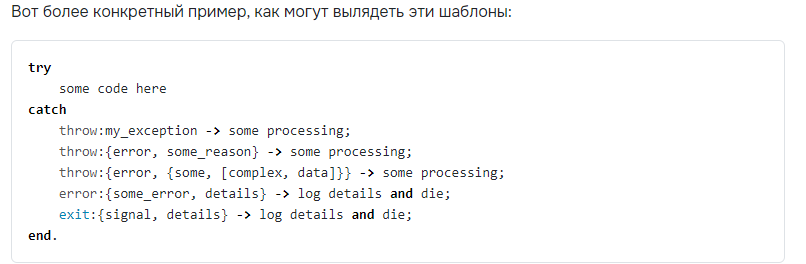 Вот более конкретный пример, как могут вылядеть эти шаблоны:
try
    some code here
catch
    throw:my_exception -> some processing;
    throw:{error, some_reason} -> some processing;
    throw:{error, {some, [complex, data]}} -> some processing;
    error:{some_error, details} -> log details and die;
    exit:{signal, details} -> log details and die;
end.